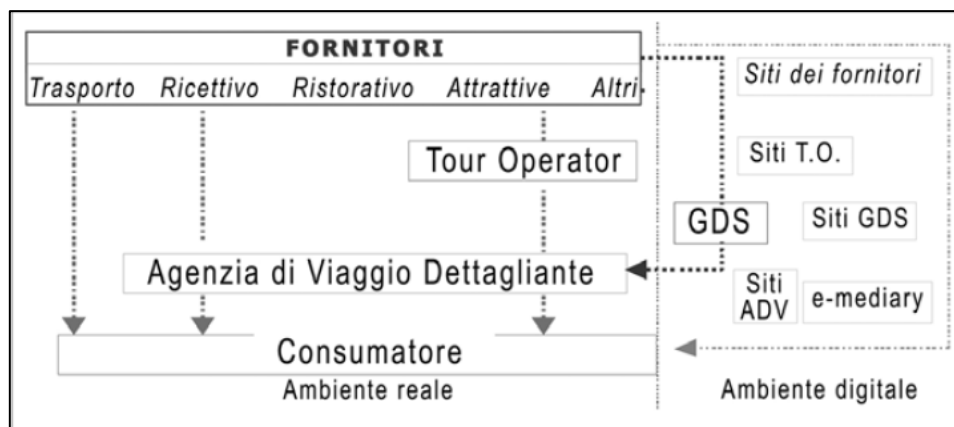 FORNITORI
Trasporto Ricettivo Ristorativo Attrattive Altri
Siti dei fornitori
Tour Operator
Siti T.O.
GDS
Siti GDS
Agenzia di Viaggio Dettagliante
Siti
ADV
e-mediary
Consumatore
Ambiente reale
Ambiente digitale